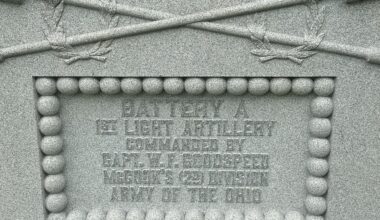 BATTERY A
1ST LIGHT ARTILLERY
COMMANDED BY
CAPT. W. F. GOODSPEED
McCOOK'S (2D) DIVISION
ARMY OF THE OHIO